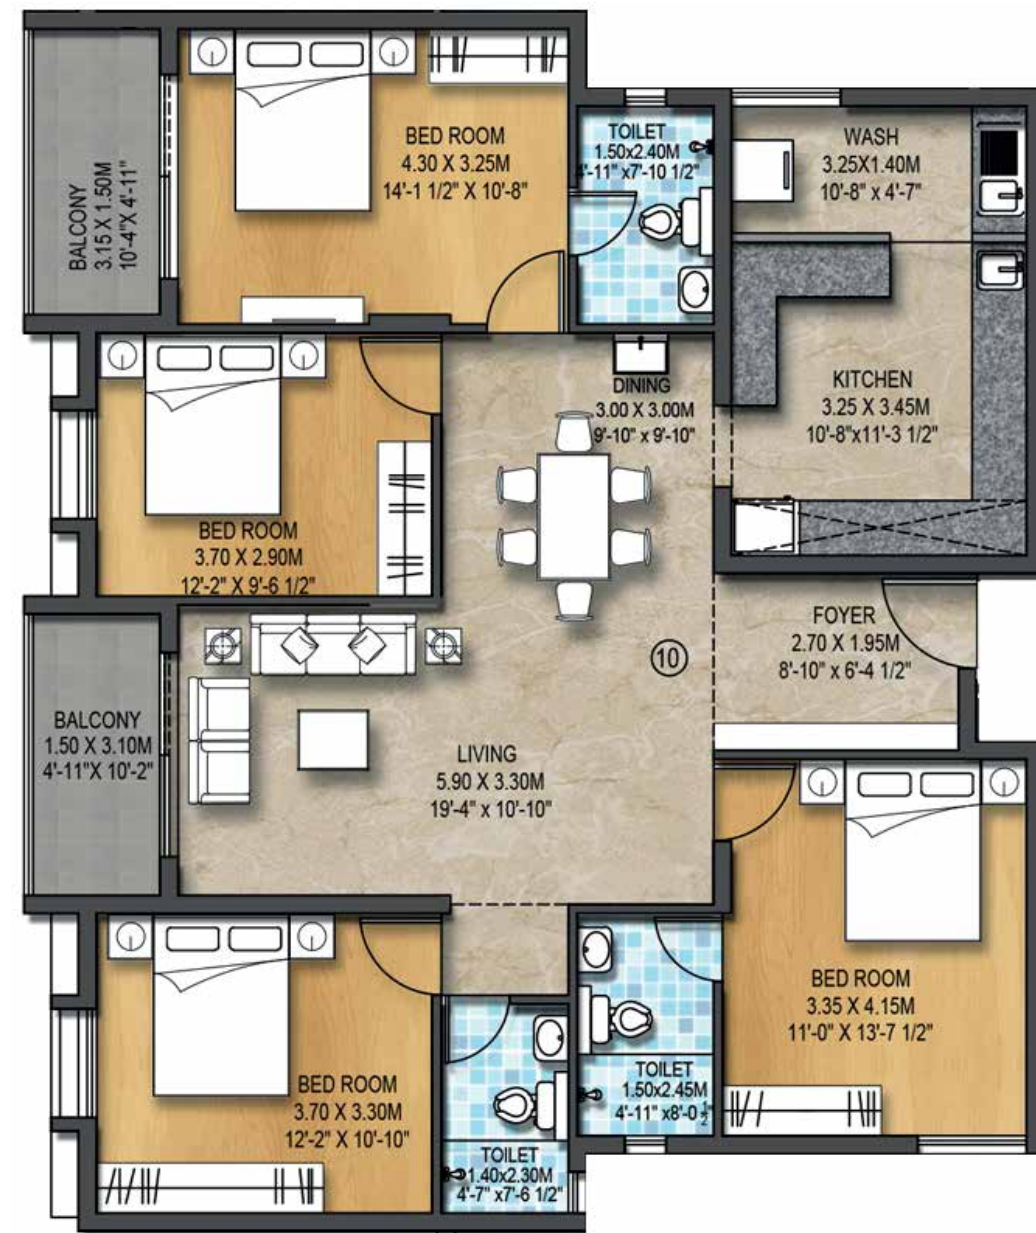 BED ROOM
4.30 X 3.25M
14'-1 1/2" X 10'-8"
TOILET
1.50x2.40M
4'-11" x7'-10 1/2"
WASH
3.25X1.40M
10'-8" x 4'-7"
BALCONY
3.15 X 1.50M
10'-4"X 4'-11"
DINING
3.00 X 3.00M
9'-10" x 9'-10"
KITCHEN
3.25 X 3.45M
10'-8"x11'-3 1/2"
BED ROOM
3.70 X 2.90M
12'-2" X 9'-6 1/2"
FOYER
2.70 X 1.95M
8'-10" x 6'-4 1/2"
10
BALCONY
1.50 X 3.10M
4'-11"X 10'-2"
LIVING
5.90 X 3.30M
19'-4" x 10'-10"
BED ROOM
3.35 X 4.15M
11'-0" X 13'-7 1/2"
BED ROOM
3.70 X 3.30M
12'-2" X 10'-10"
TOILET
1.50x2.45M
4'-11" x8'-0 ½"
TOILET
1.40x2.30M
4'-7" x7'-6 1/2"